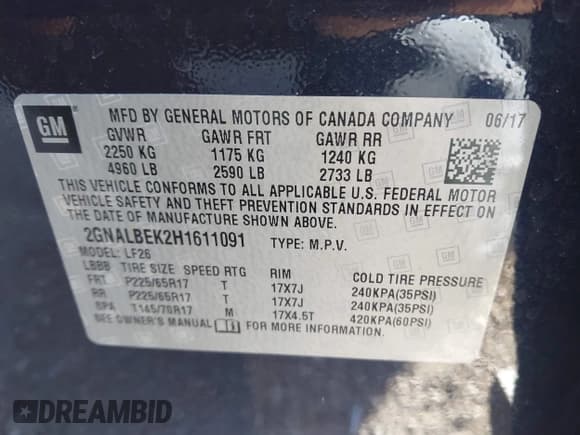 GM
MFD BY GENERAL MOTORS OF CANADA COMPANY 06/17
GVWR GAWR FRT GAWR RR
2250 KG 1175 KG 1240 KG
4960 LB 2590 LB 2733 LB
THIS VEHICLE CONFORMS TO ALL APPLICABLE U.S. FEDERAL MOTOR
VEHICLE SAFETY AND THEFT PREVENTION STANDARDS IN EFFECT ON
THE DATE OF MANUFACTURE SHOWN ABOVE.
2GNALBEK2H1611091 TYPE: M.P.V.
MODEL: LF26
LBBB TIRE SIZE SPEED RTG RIM COLD TIRE PRESSURE
FRT P225/65R17 T 17X7J 240KPA(35PSI)
RR P225/65R17 T 17X7J 240KPA(35PSI)
SPA T145/70R17 M 17X4.5T 420KPA(60PSI)
SEE OWNER'S MANUAL FOR MORE INFORMATION.
DREAMBID